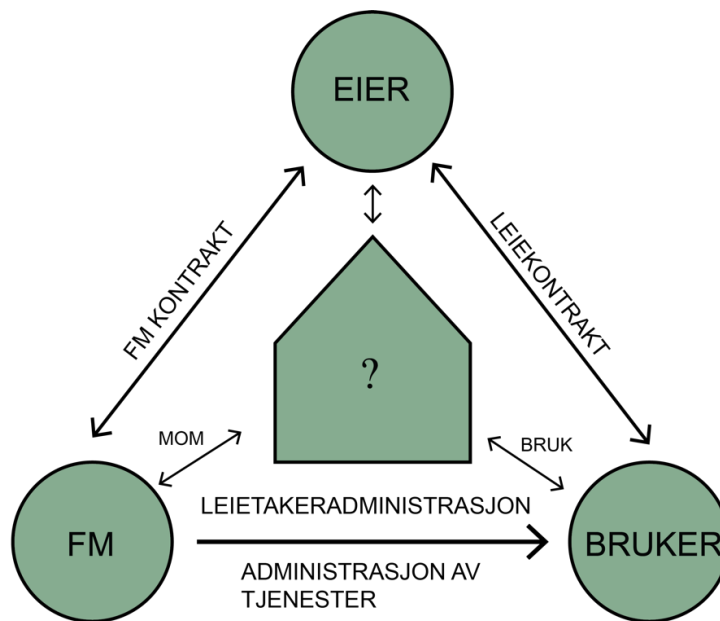 EIER
FM KONTRAKT
LEIEKONTRAKT
?
MOM
BRUK
LEIETAKERADMINISTRASJON
FM
BRUKER
ADMINISTRASJON AV
TJENESTER